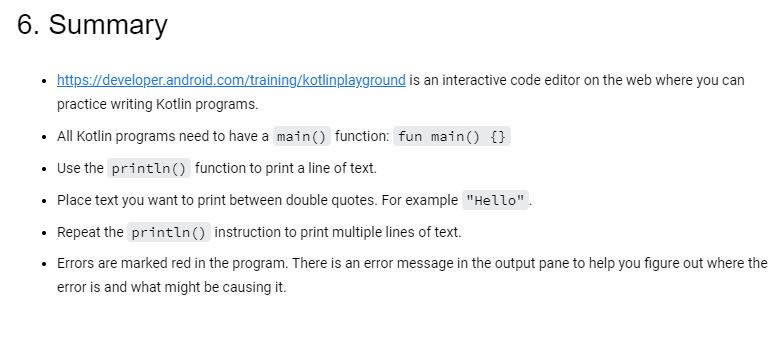 6. Summary
• https://developer.android.com/training/kotlinplayground is an interactive code editor on the web where you can
practice writing Kotlin programs.
• All Kotlin programs need to have a main() function: fun main() {}
• Use the println() function to print a line of text.
• Place text you want to print between double quotes. For example "Hello".
• Repeat the println() instruction to print multiple lines of text.
• Errors are marked red in the program. There is an error message in the output pane to help you figure out where the
error is and what might be causing it.